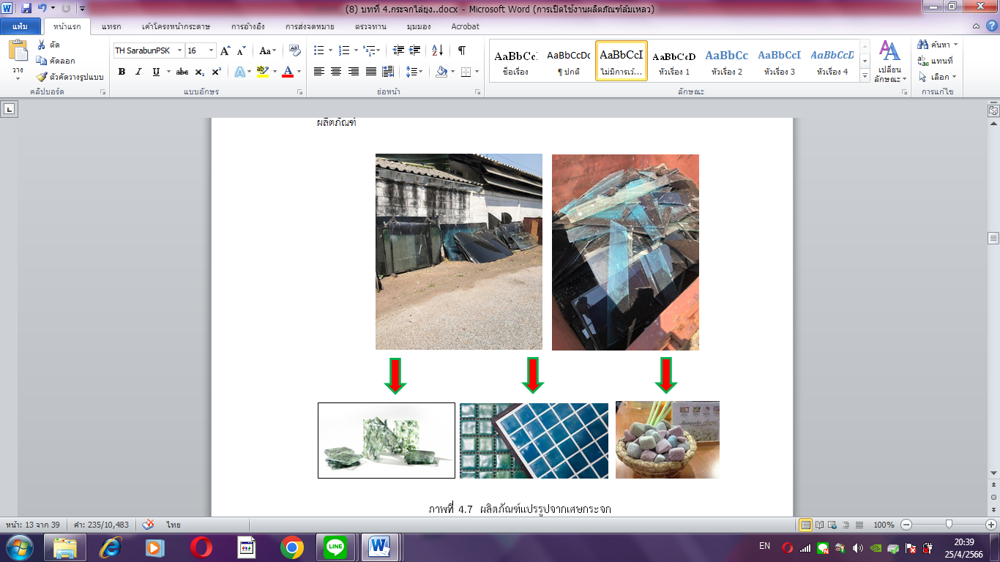 (8) บทที่ 4.กระจกไล่ยุง..docx - Microsoft Word (การเปิดใช้งานผลิตภัณฑ์ล้มเหลว)
แฟ้ม หน้าแรก แทรก เค้าโครงหน้ากระดาษ การอ้างอิง การส่งจดหมาย ตรวจทาน มุมมอง Acrobat
วาง
ตัด
คัดลอก
ตัวคัดวางรูปแบบ
คลิปบอร์ด
TH SarabunPSK 16
แบบอักษร
ย่อหน้า
AaBbCc AaBbCcDc AaBbCcI AaBbCcD AaBbCc AaBbCcI AaBbCcD
ชื่อเรื่อง ¶ ปกติ ไม่มีการเว้... หัวเรื่อง 1 หัวเรื่อง 2 หัวเรื่อง 3 หัวเรื่อง 4
ลักษณะ
เปลี่ยน
ลักษณะ
ค้นหา
แทนที่
เลือก
การแก้ไข
ผลิตภัณฑ์
ภาพที่ 4.7 ผลิตภัณฑ์แปรรูปจากเศษกระจก
หน้า: 13 จาก 39 คำ: 235/10,483 ไทย 100%
LINE
EN 20:39
25/4/2566